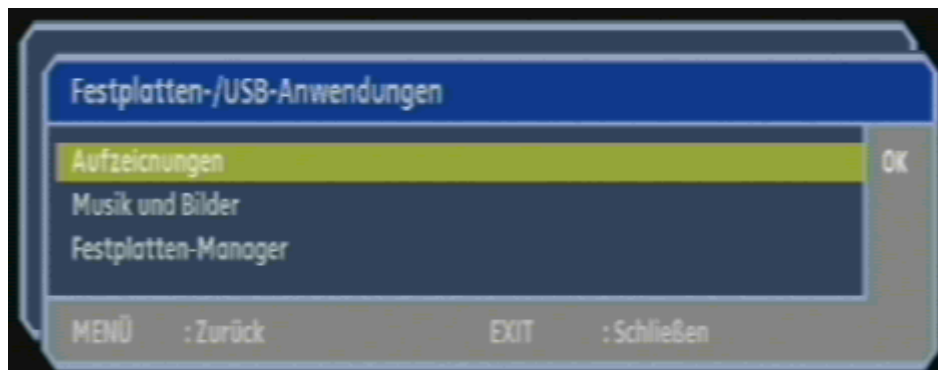 Festplatten-/USB-Anwendungen
Aufzeicnungen
OK
Musik und Bilder
Festplatten-Manager
MENÜ : Zurück EXIT : Schließen